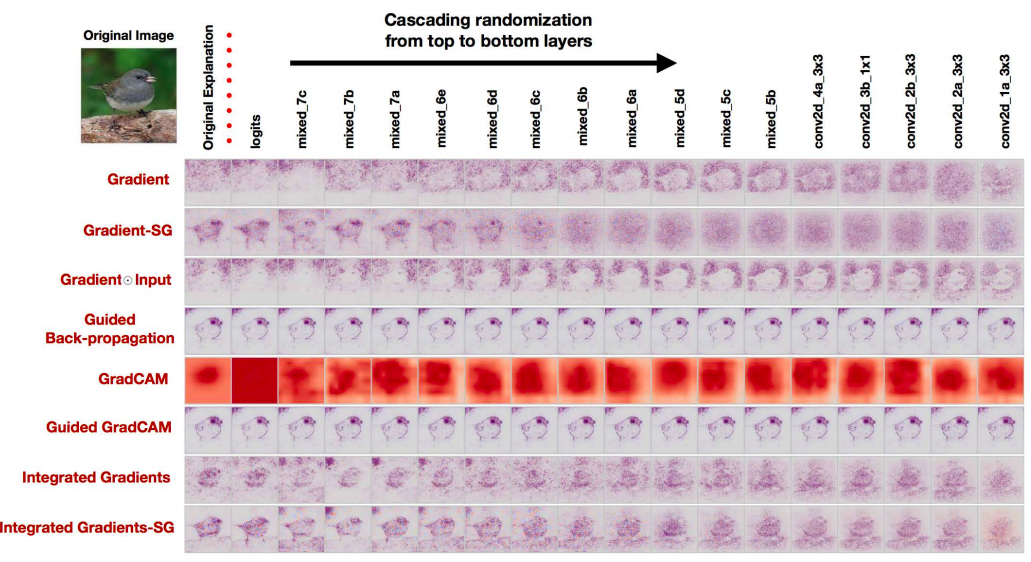 Cascading randomization
from top to bottom layers
Original Image
Original Explanation
logits
mixed_7c
mixed_7b
mixed_7a
mixed_6e
mixed_6d
mixed_6c
mixed_6b
mixed_6a
mixed_5d
mixed_5c
mixed_5b
conv2d_4a_3x3
conv2d_3b_1x1
conv2d_2b_3x3
conv2d_2a_3x3
conv2d_1a_3x3
Gradient
Gradient-SG
Gradient⊙Input
Guided
Back-propagation
GradCAM
Guided GradCAM
Integrated Gradients
Integrated Gradients-SG